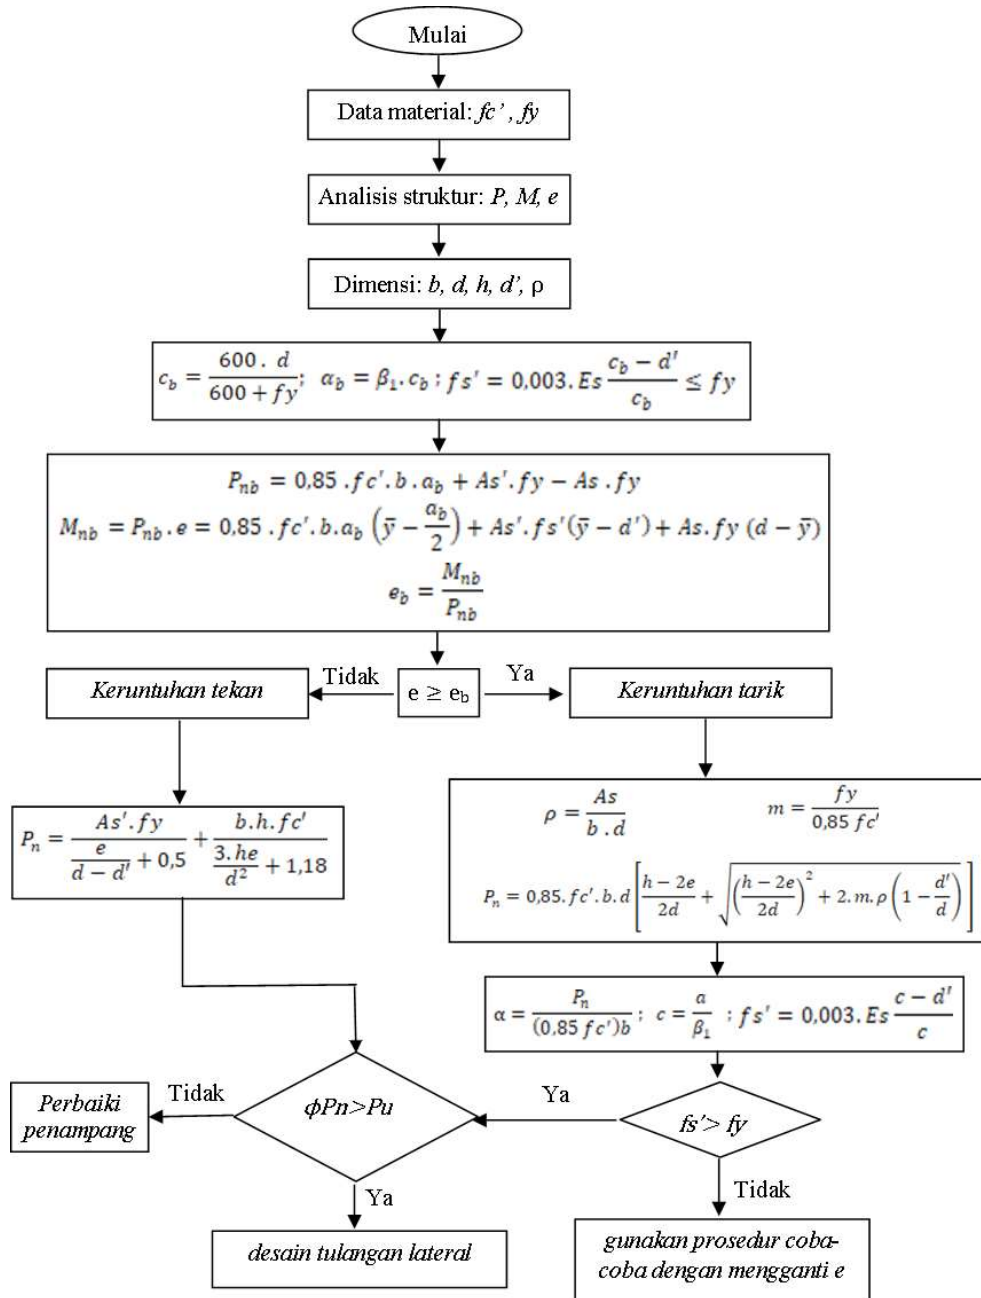 Mulai
Data material: fc’, fy
Analisis struktur: P, M, e
Dimensi: b, d, h, d’, ρ
c_b = (600 . d)/(600 + fy); α_b = β₁.c_b ; fs′ = 0,003. Es (c_b − d′)/c_b ≤ fy
P_nb = 0,85 .fc′.b .a_b + As′.fy − As .fy
M_nb = P_nb.e = 0,85 .fc′.b.a_b (ȳ − a_b/2) + As′.fs′(ȳ − d′) + As.fy (d − ȳ)
e_b = M_nb/P_nb
Keruntuhan tekan
Tidak
e ≥ e_b
Ya
Keruntuhan tarik
P_n = (As′.fy)/(e/(d − d′) + 0,5) + (b.h.fc′)/(3.he/d² + 1,18)
ρ = As/(b .d) m = fy/(0,85 fc′)
P_n = 0,85.fc′.b.d [(h − 2e)/2d + √(((h − 2e)/2d)² + 2.m.ρ (1 − d′/d))]
α = P_n/((0,85 fc′)b) ; c = a/β₁ ; fs′ = 0,003. Es (c − d′)/c
Perbaiki
penampang
Tidak
ϕPn>Pu
Ya
fs’> fy
Ya
Tidak
desain tulangan lateral
gunakan prosedur coba-
coba dengan mengganti e